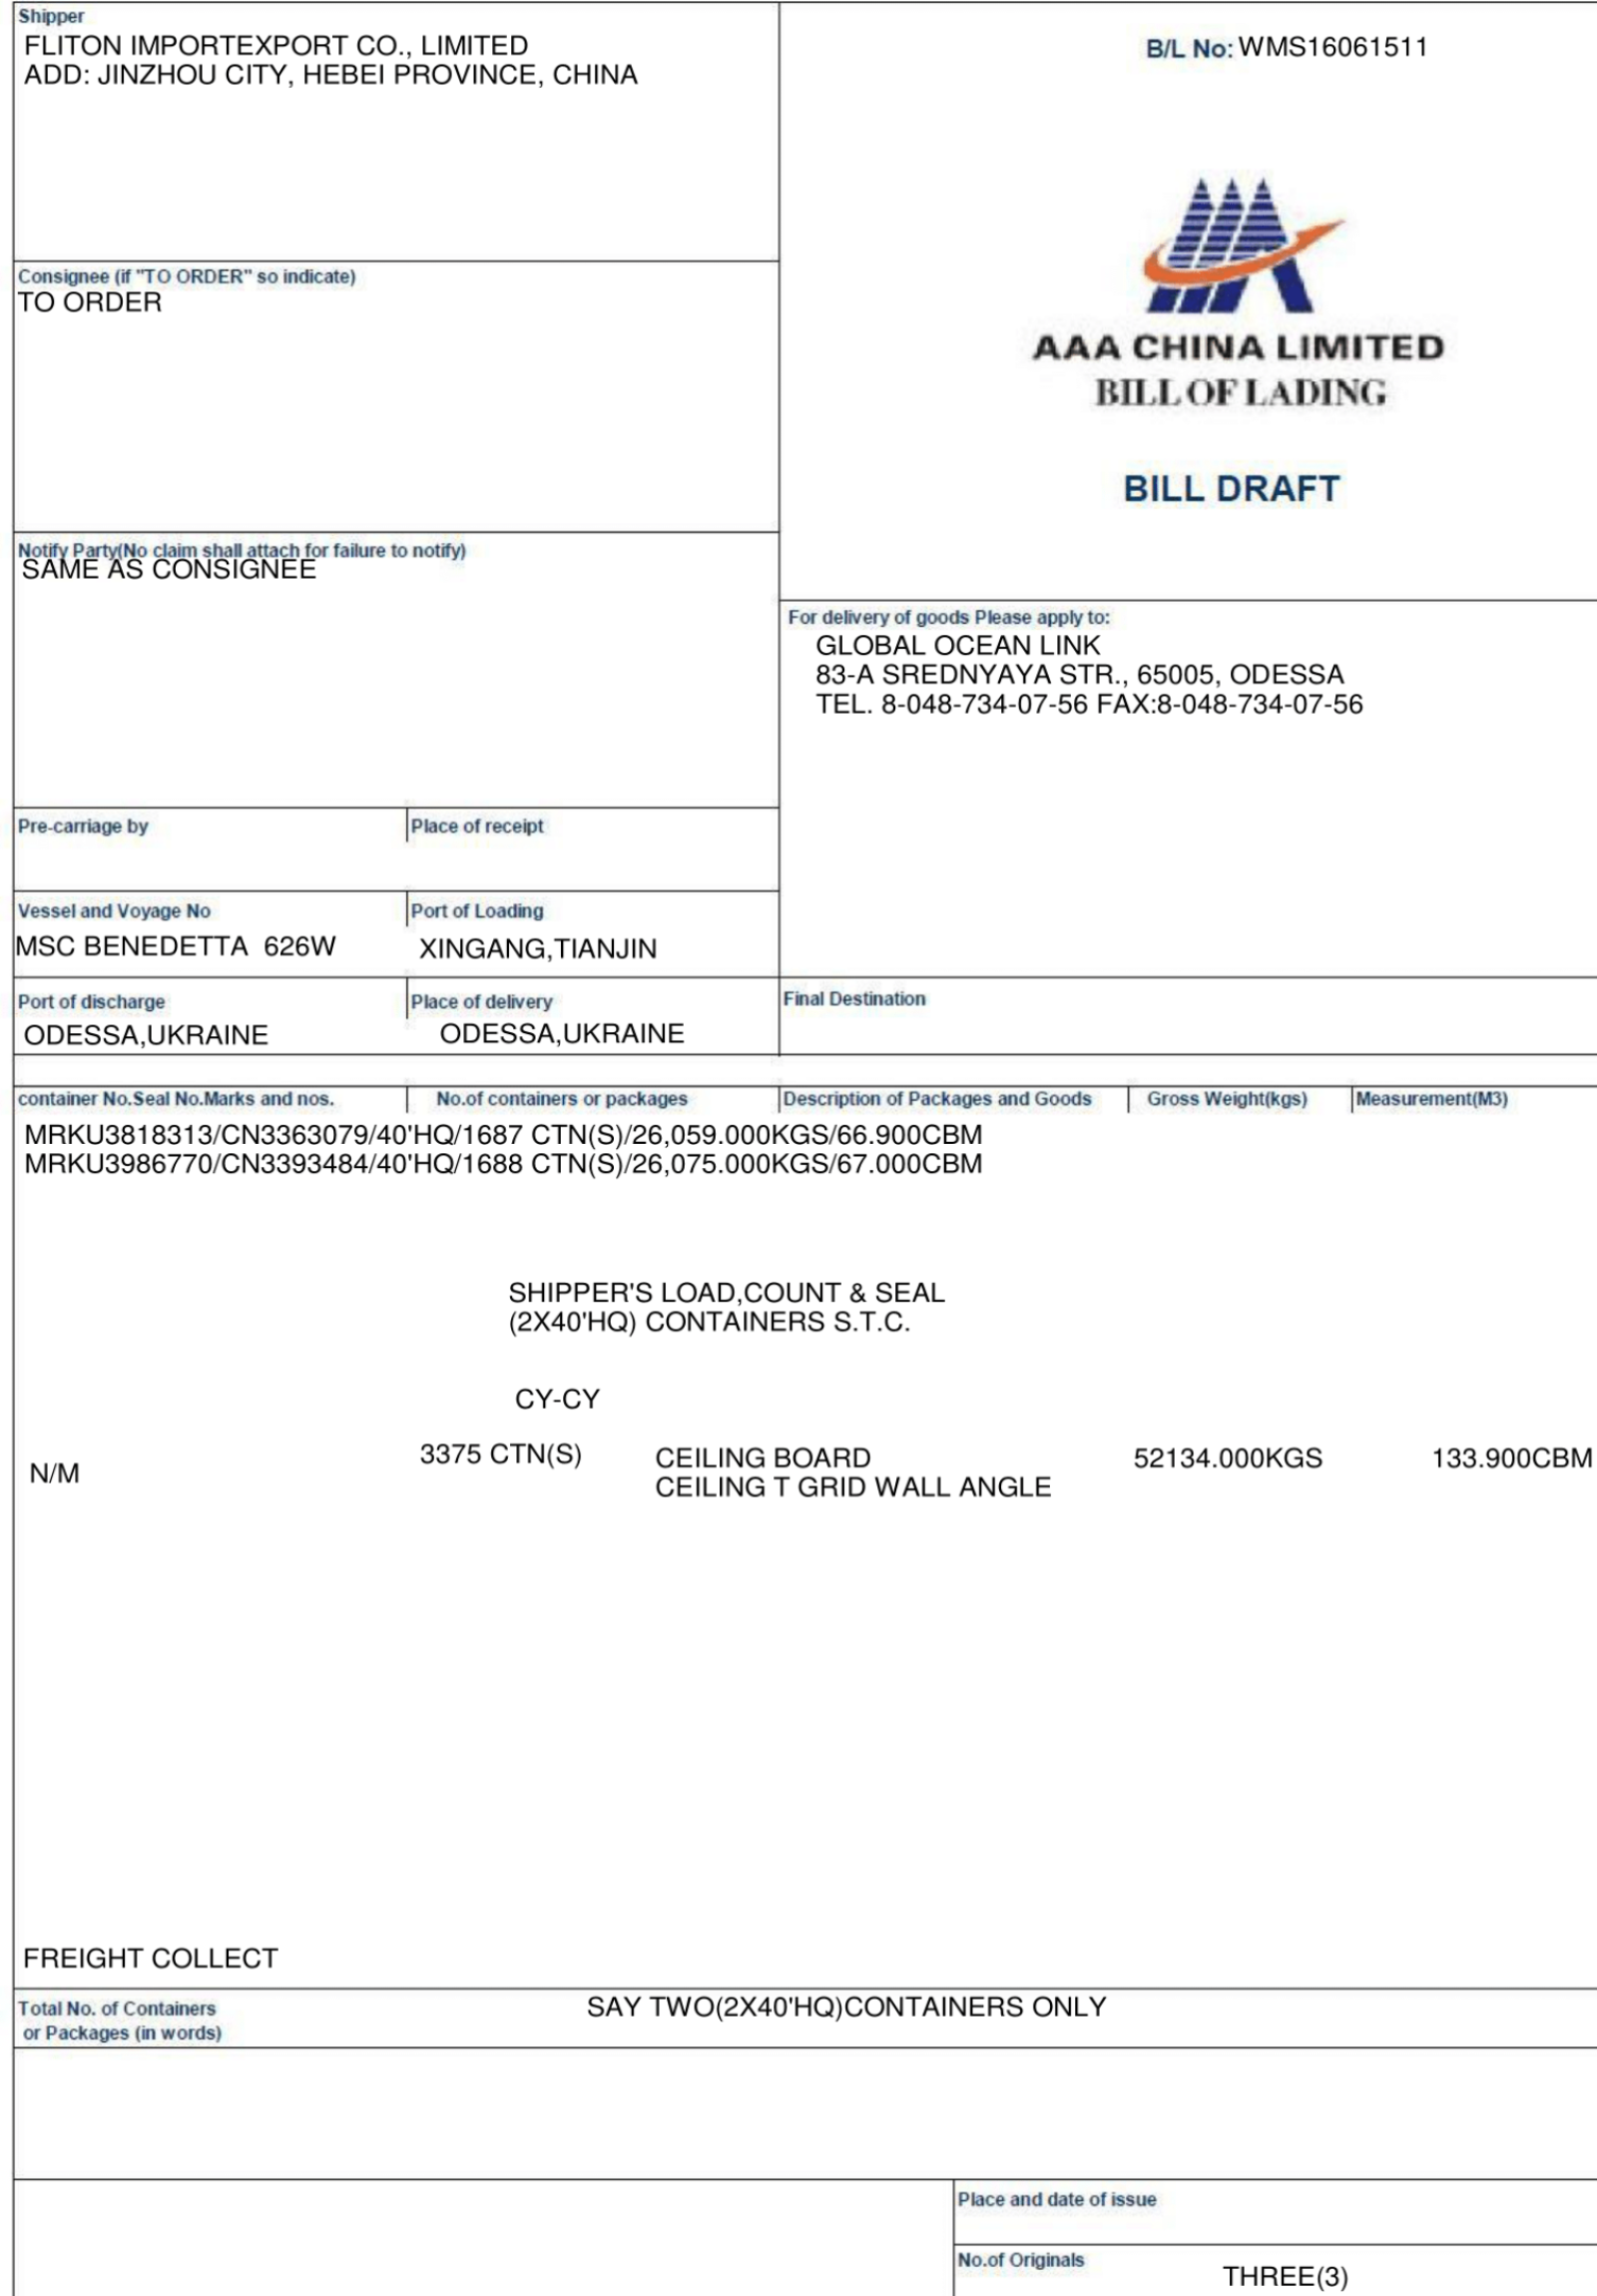 Shipper
FLITON IMPORTEXPORT CO., LIMITED
ADD: JINZHOU CITY, HEBEI PROVINCE, CHINA
B/L No: WMS16061511
AAA CHINA LIMITED
BILL OF LADING
BILL DRAFT
Consignee (if "TO ORDER" so indicate)
TO ORDER
Notify Party(No claim shall attach for failure to notify)
SAME AS CONSIGNEE
For delivery of goods Please apply to:
GLOBAL OCEAN LINK
83-A SREDNYAYA STR., 65005, ODESSA
TEL. 8-048-734-07-56 FAX:8-048-734-07-56
Pre-carriage by
Place of receipt
Vessel and Voyage No
Port of Loading
MSC BENEDETTA 626W
XINGANG,TIANJIN
Port of discharge
Place of delivery
Final Destination
ODESSA,UKRAINE
ODESSA,UKRAINE
container No.Seal No.Marks and nos.
No.of containers or packages
Description of Packages and Goods
Gross Weight(kgs)
Measurement(M3)
MRKU3818313/CN3363079/40'HQ/1687 CTN(S)/26,059.000KGS/66.900CBM
MRKU3986770/CN3393484/40'HQ/1688 CTN(S)/26,075.000KGS/67.000CBM
SHIPPER'S LOAD,COUNT & SEAL
(2X40'HQ) CONTAINERS S.T.C.
CY-CY
N/M
3375 CTN(S)
CEILING BOARD
CEILING T GRID WALL ANGLE
52134.000KGS
133.900CBM
FREIGHT COLLECT
Total No. of Containers
or Packages (in words)
SAY TWO(2X40'HQ)CONTAINERS ONLY
Place and date of issue
No.of Originals
THREE(3)